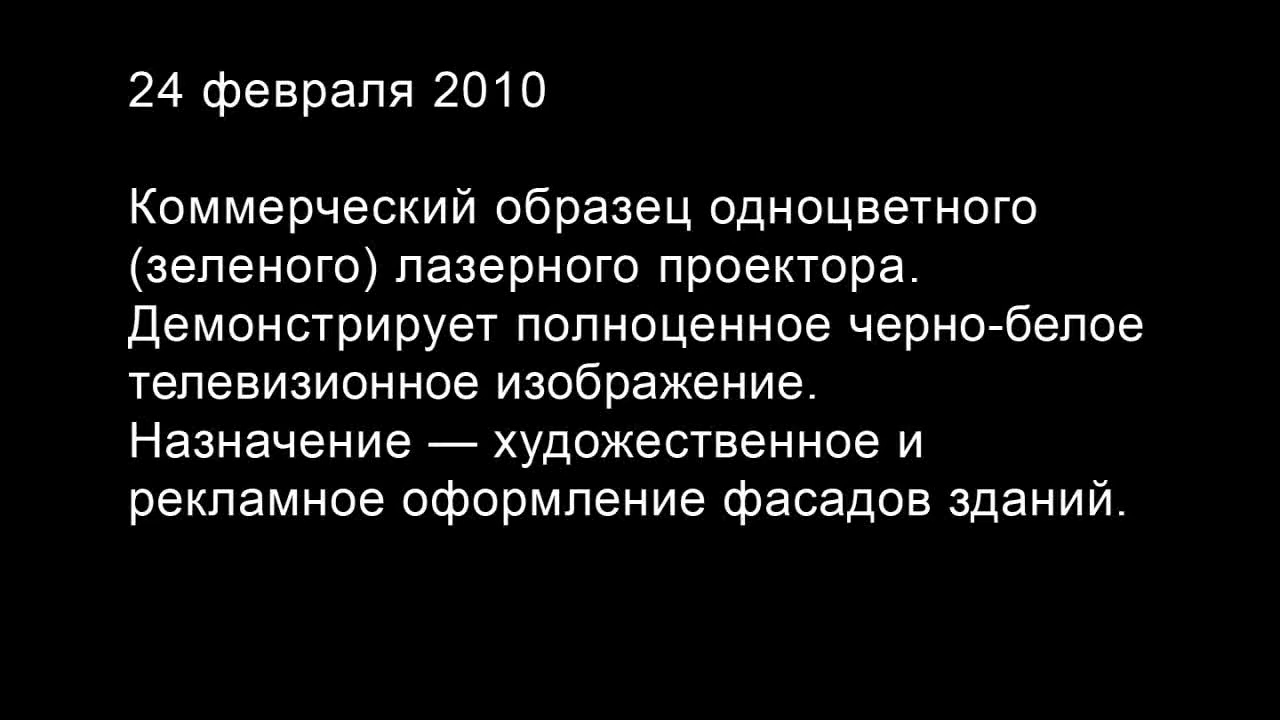 24 февраля 2010
Коммерческий образец одноцветного
(зеленого) лазерного проектора.
Демонстрирует полноценное черно-белое
телевизионное изображение.
Назначение — художественное и
рекламное оформление фасадов зданий.